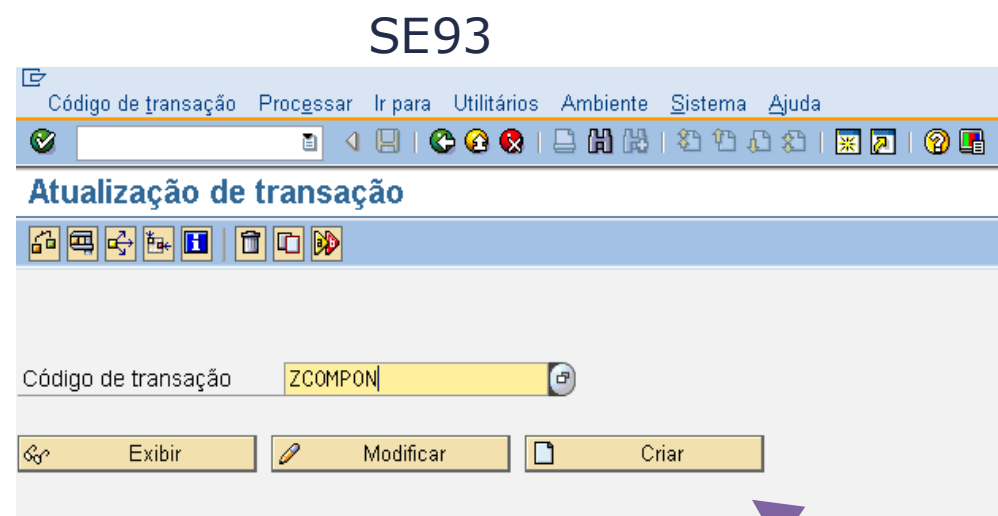 SE93
Código de transação Processar Ir para Utilitários Ambiente Sistema Ajuda
Atualização de transação
Código de transação ZCOMPON
Exibir Modificar Criar